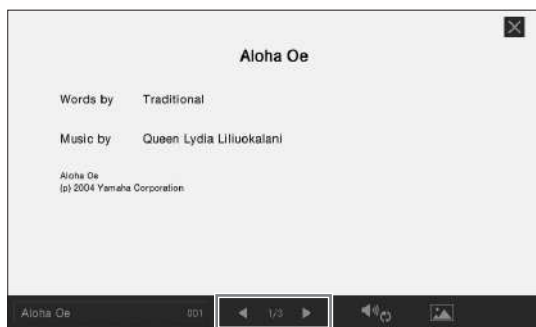 Aloha Oe
Words by Traditional
Music by Queen Lydia Liliuokalani
Aloha Oe
(p) 2004 Yamaha Corporation
Aloha Oe 001 1/3